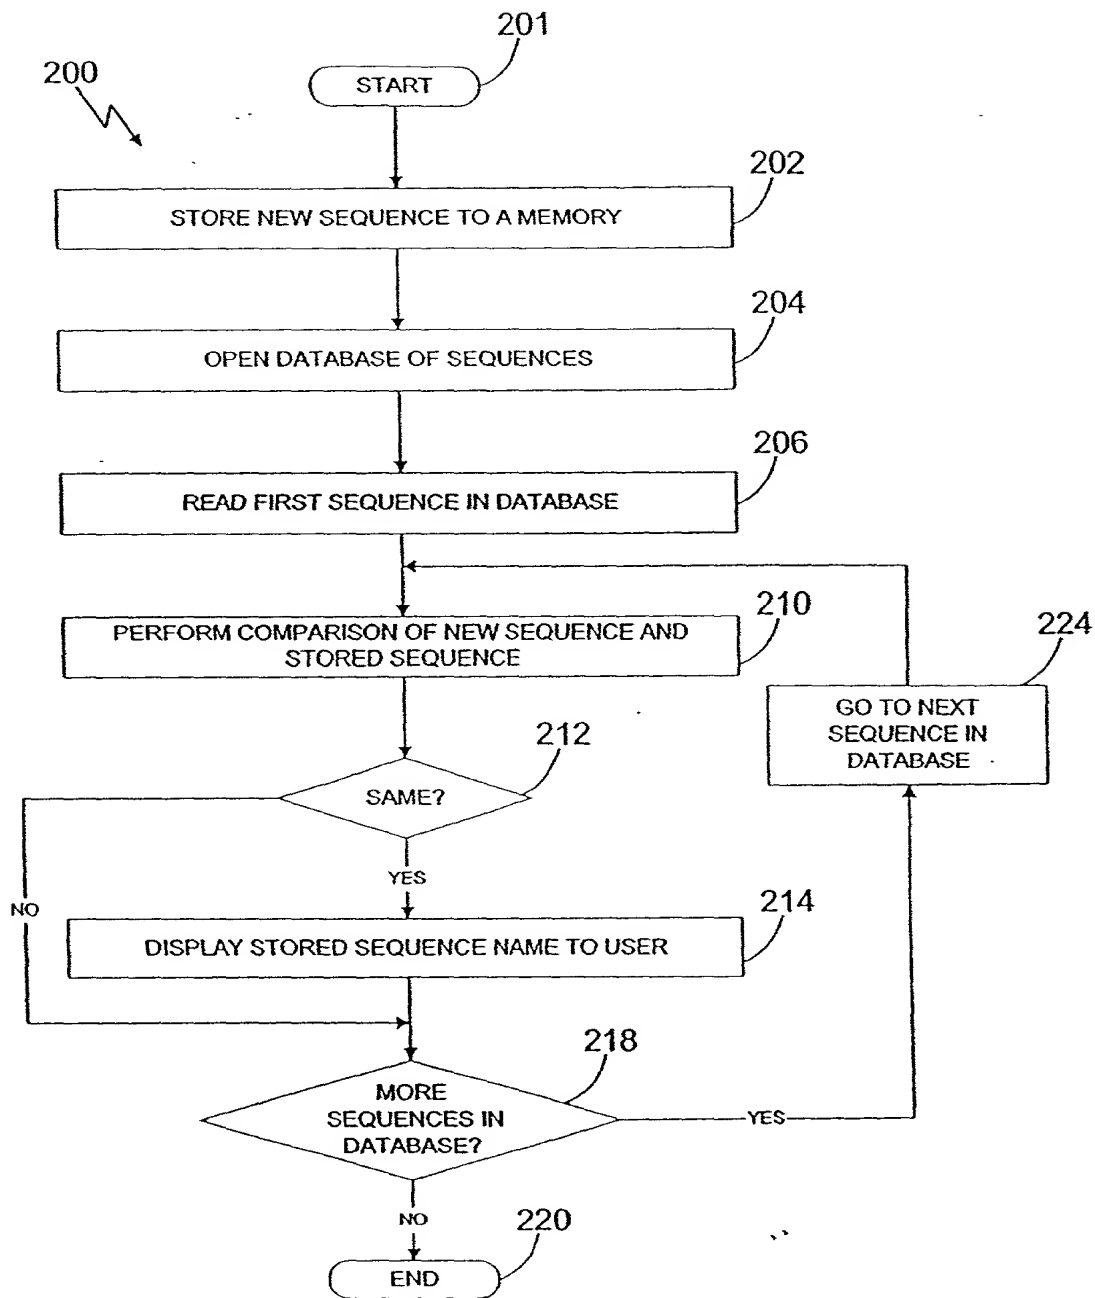 201
200
START
202
STORE NEW SEQUENCE TO A MEMORY
204
OPEN DATABASE OF SEQUENCES
206
READ FIRST SEQUENCE IN DATABASE
210
PERFORM COMPARISON OF NEW SEQUENCE AND
STORED SEQUENCE
224
GO TO NEXT
SEQUENCE IN
DATABASE
212
SAME?
YES
NO
214
DISPLAY STORED SEQUENCE NAME TO USER
218
MORE
SEQUENCES IN
DATABASE?
YES
NO
220
END